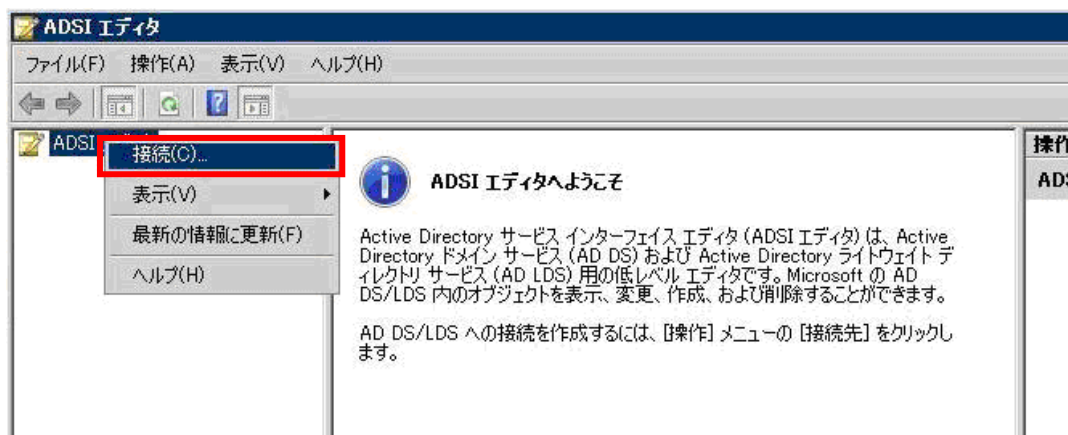 ADSI エディタ
ファイル(F) 操作(A) 表示(V) ヘルプ(H)
ADSI
接続(C)...
表示(V)
最新の情報に更新(F)
ヘルプ(H)
ADSI エディタへようこそ
Active Directory サービス インターフェイス エディタ (ADSI エディタ) は、Active
Directory ドメイン サービス (AD DS) および Active Directory ライトウェイト デ
ィレクトリ サービス (AD LDS) 用の低レベル エディタです。Microsoft の AD
DS/LDS 内のオブジェクトを表示、変更、作成、および削除することができます。
AD DS/LDS への接続を作成するには、[操作] メニューの [接続先] をクリックし
ます。
操作